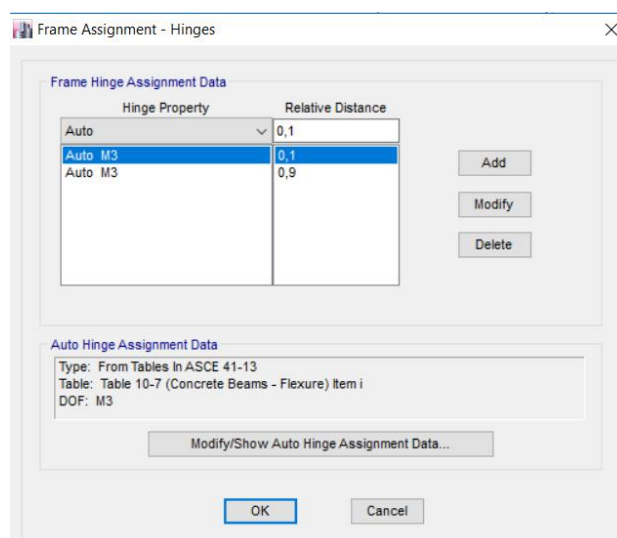 Frame Assignment - Hinges
Frame Hinge Assignment Data
Hinge Property Relative Distance
Auto 0,1
Auto M3 0,1
Auto M3 0,9
Add
Modify
Delete
Auto Hinge Assignment Data
Type: From Tables In ASCE 41-13
Table: Table 10-7 (Concrete Beams - Flexure) Item i
DOF: M3
Modify/Show Auto Hinge Assignment Data...
OK Cancel